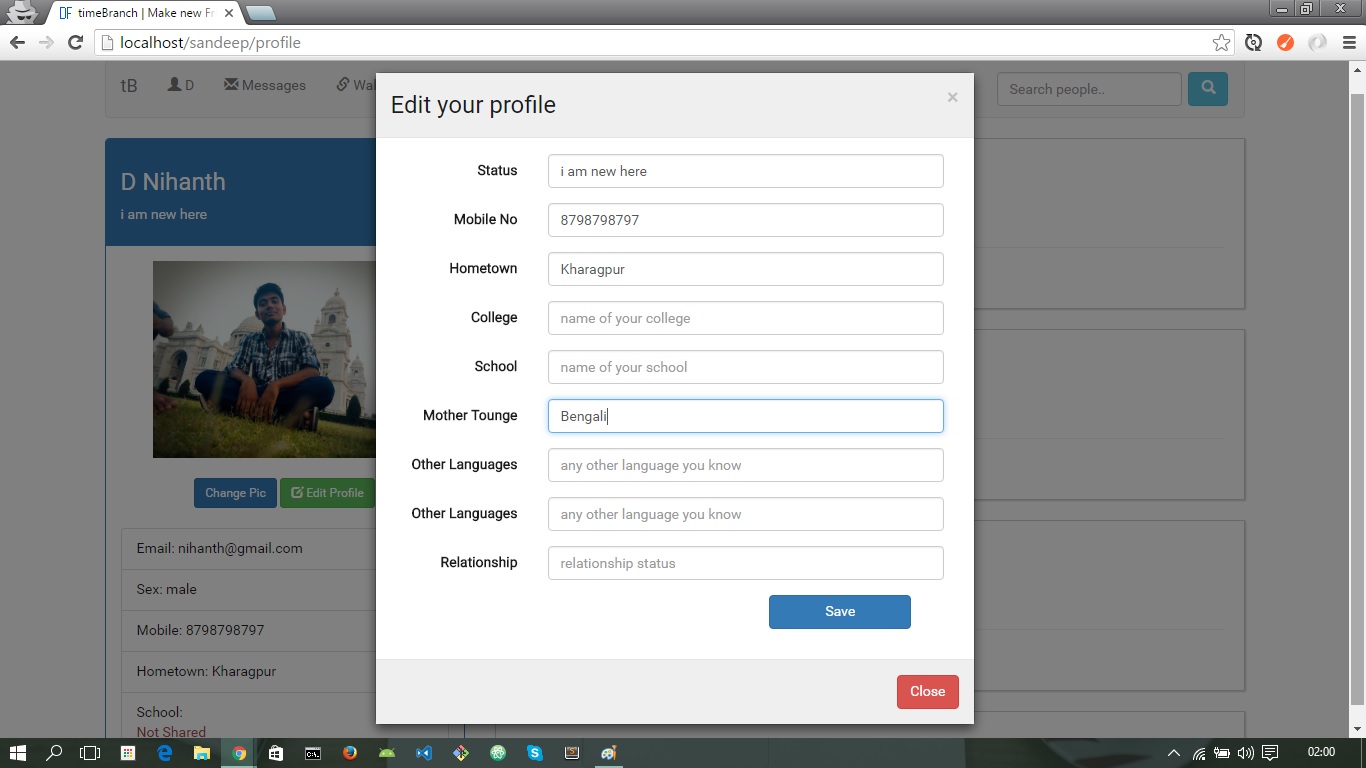 timeBranch | Make new Fr
localhost/sandeep/profile
tB
D
Messages
Search people..
D Nihanth
i am new here
Change Pic
Edit Profile
Email: nihanth@gmail.com
Sex: male
Mobile: 8798798797
Hometown: Kharagpur
School:
Not Shared
Edit your profile
×
Status
i am new here
Mobile No
8798798797
Hometown
Kharagpur
College
name of your college
School
name of your school
Mother Tounge
Bengali
Other Languages
any other language you know
Other Languages
any other language you know
Relationship
relationship status
Save
Close
02:00